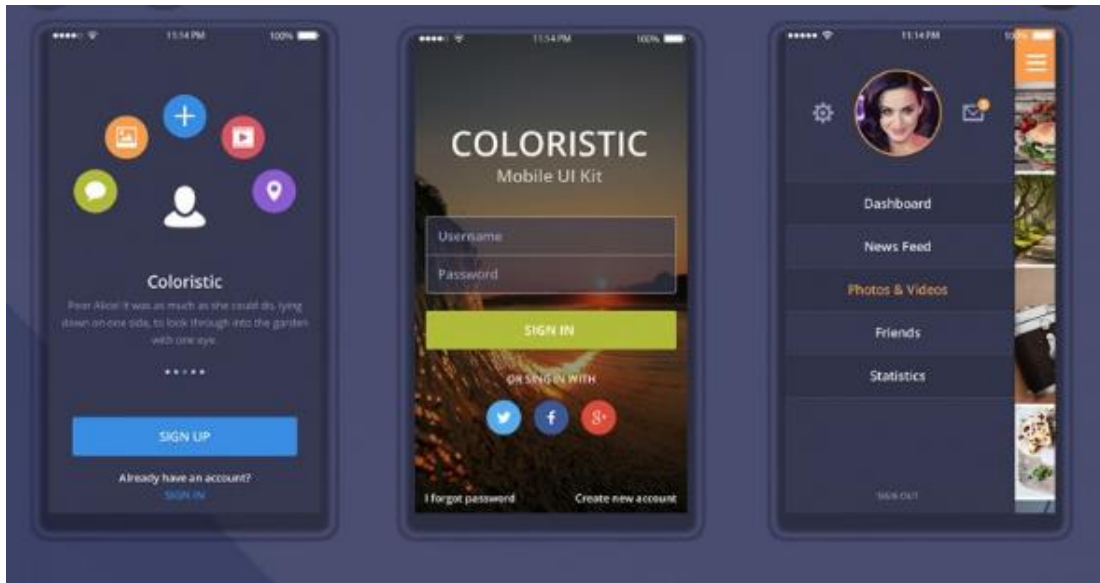 11:14 PM
100%
Coloristic
Poor Alice! It was as much as she could do, lying
down on one side, to look through into the garden
with one eye.
SIGN UP
Already have an account?
SIGN IN
11:14 PM
100%
COLORISTIC
Mobile UI Kit
Username
Password
SIGN IN
OR SING IN WITH
I forgot password
Create new account
11:14 PM
Dashboard
News Feed
Photos & Videos
Friends
Statistics
SIGN OUT